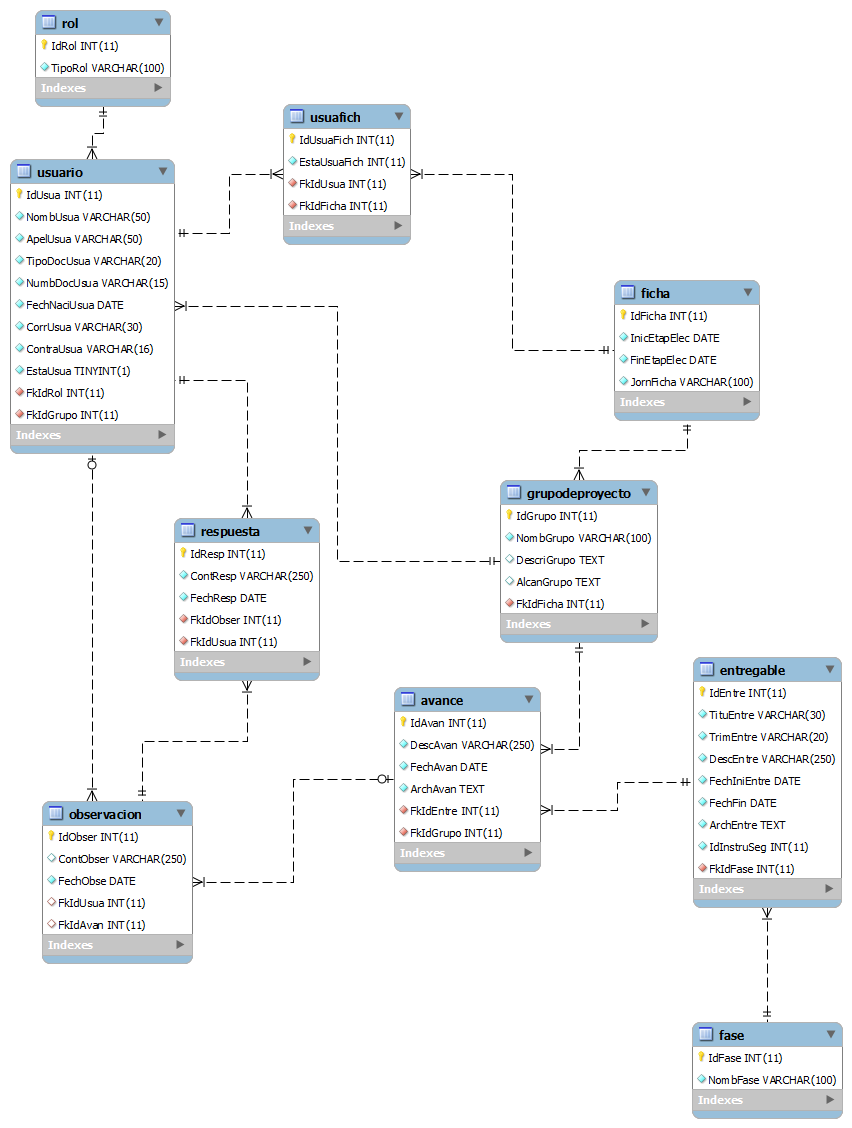 rol
IdRol INT(11)
TipoRol VARCHAR(100)
Indexes
usuafich
IdUsuaFich INT(11)
EstaUsuaFich INT(11)
FkIdUsua INT(11)
FkIdFicha INT(11)
Indexes
usuario
IdUsua INT(11)
NombUsua VARCHAR(50)
ApelUsua VARCHAR(50)
TipoDocUsua VARCHAR(20)
NumbDocUsua VARCHAR(15)
FechNaciUsua DATE
CorrUsua VARCHAR(30)
ContraUsua VARCHAR(16)
EstaUsua TINYINT(1)
FkIdRol INT(11)
FkIdGrupo INT(11)
Indexes
ficha
IdFicha INT(11)
InicEtapElec DATE
FinEtapElec DATE
JornFicha VARCHAR(100)
Indexes
grupodeproyecto
IdGrupo INT(11)
NombGrupo VARCHAR(100)
DescriGrupo TEXT
AlcanGrupo TEXT
FkIdFicha INT(11)
Indexes
respuesta
IdResp INT(11)
ContResp VARCHAR(250)
FechResp DATE
FkIdObser INT(11)
FkIdUsua INT(11)
Indexes
entregable
IdEntre INT(11)
TituEntre VARCHAR(30)
TrimEntre VARCHAR(20)
DescEntre VARCHAR(250)
FechIniEntre DATE
FechFin DATE
ArchEntre TEXT
IdInstruSeg INT(11)
FkIdFase INT(11)
Indexes
avance
IdAvan INT(11)
DescAvan VARCHAR(250)
FechAvan DATE
ArchAvan TEXT
FkIdEntre INT(11)
FkIdGrupo INT(11)
Indexes
observacion
IdObser INT(11)
ContObser VARCHAR(250)
FechObse DATE
FkIdUsua INT(11)
FkIdAvan INT(11)
Indexes
fase
IdFase INT(11)
NombFase VARCHAR(100)
Indexes